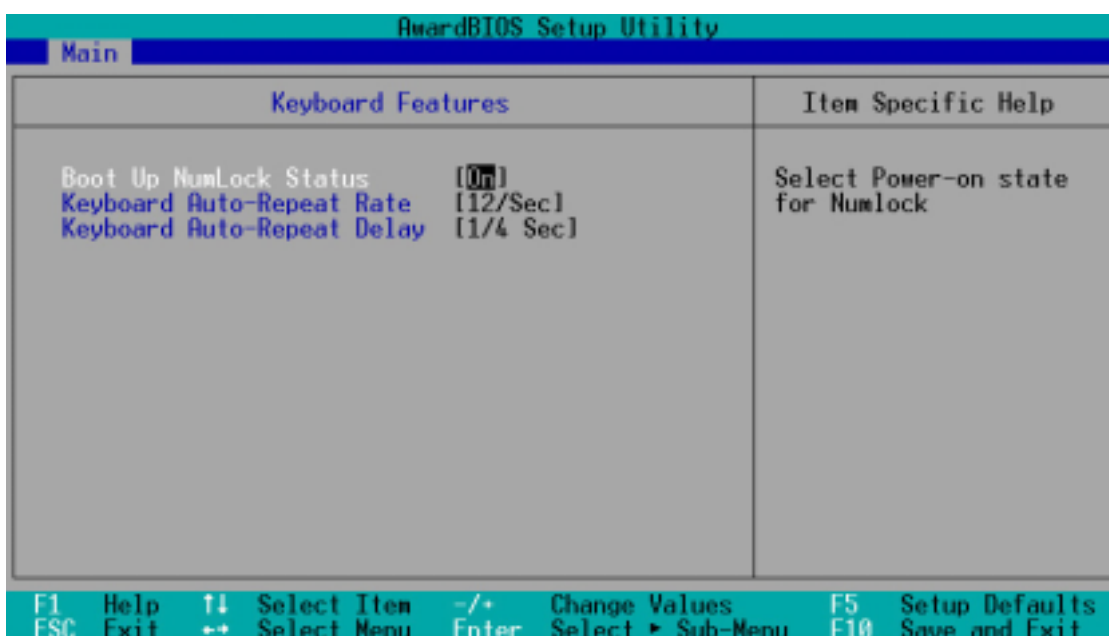 AwardBIOS Setup Utility
Main
Keyboard Features
Item Specific Help
Boot Up NumLock Status [On]
Keyboard Auto-Repeat Rate [12/Sec]
Keyboard Auto-Repeat Delay [1/4 Sec]
Select Power-on state
for Numlock
F1 Help ↑↓ Select Item -/+ Change Values F5 Setup Defaults
ESC Exit ←→ Select Menu Enter Select ► Sub-Menu F10 Save and Exit